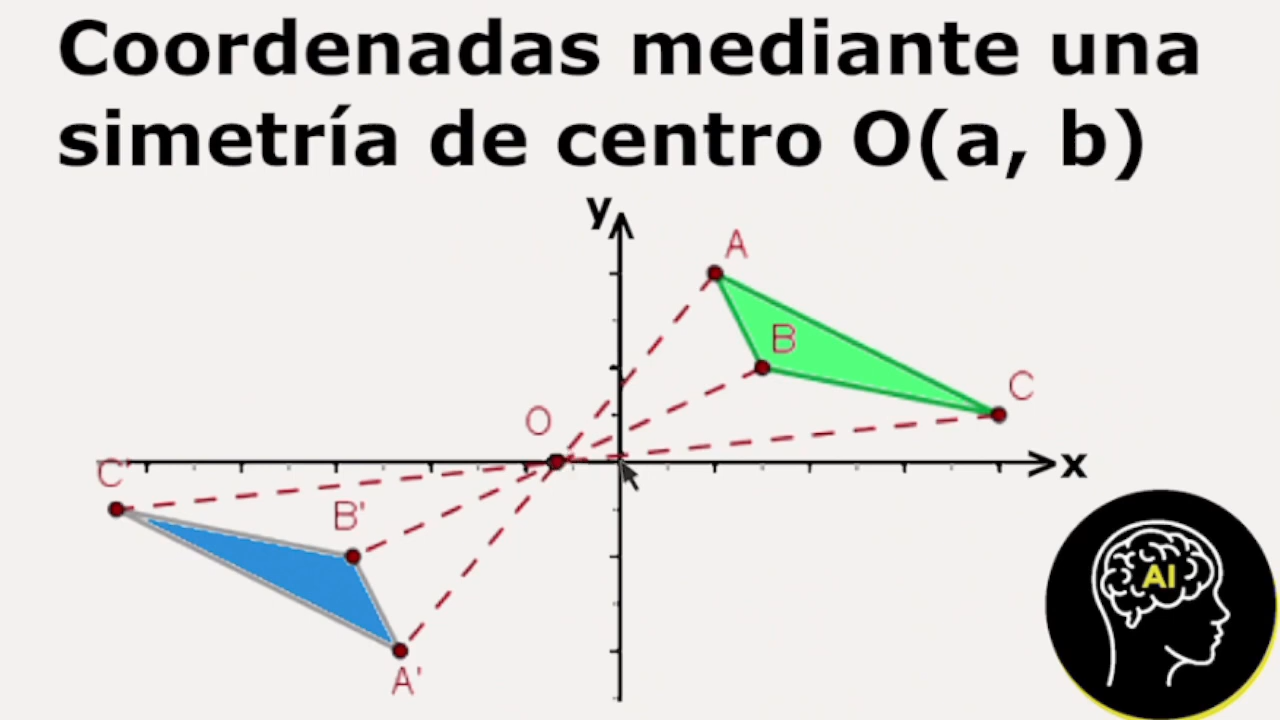 Coordenadas mediante una
simetría de centro O(a, b)
y
A
B
C
O
x
C'
B'
A'
AI